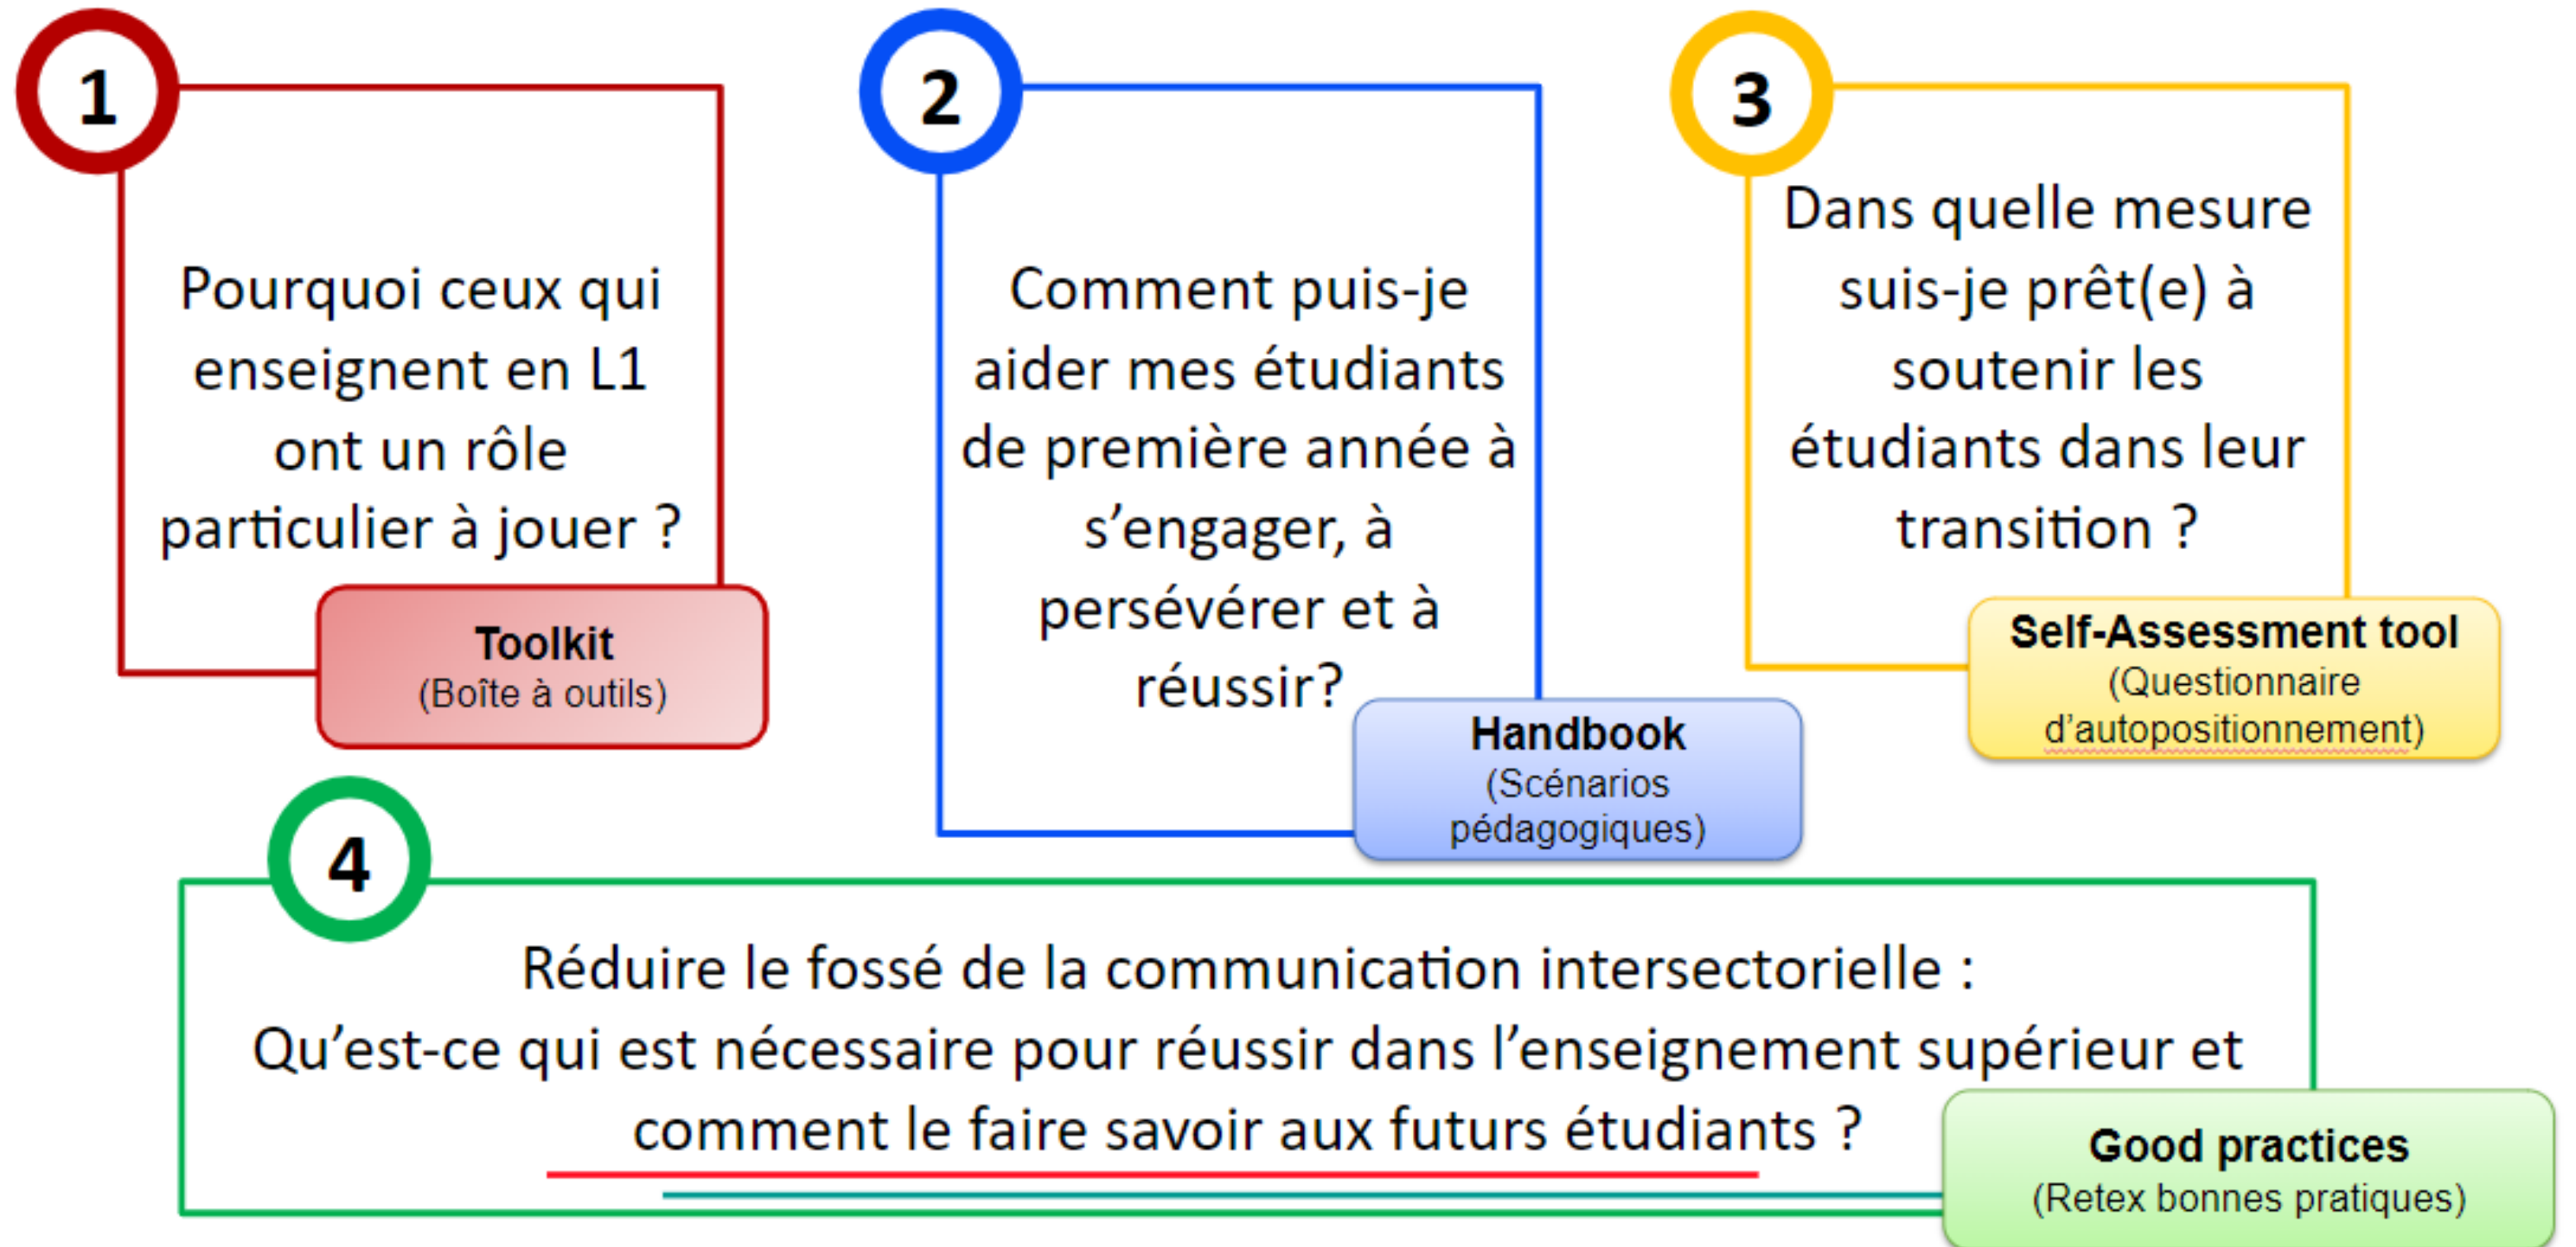 1
Pourquoi ceux qui
enseignent en L1
ont un rôle
particulier à jouer ?
Toolkit
(Boîte à outils)
2
Comment puis-je
aider mes étudiants
de première année à
s’engager, à
persévérer et à
réussir?
Handbook
(Scénarios
pédagogiques)
3
Dans quelle mesure
suis-je prêt(e) à
soutenir les
étudiants dans leur
transition ?
Self-Assessment tool
(Questionnaire
d’autopositionnement)
4
Réduire le fossé de la communication intersectorielle :
Qu’est-ce qui est nécessaire pour réussir dans l’enseignement supérieur et
comment le faire savoir aux futurs étudiants ?
Good practices
(Retex bonnes pratiques)